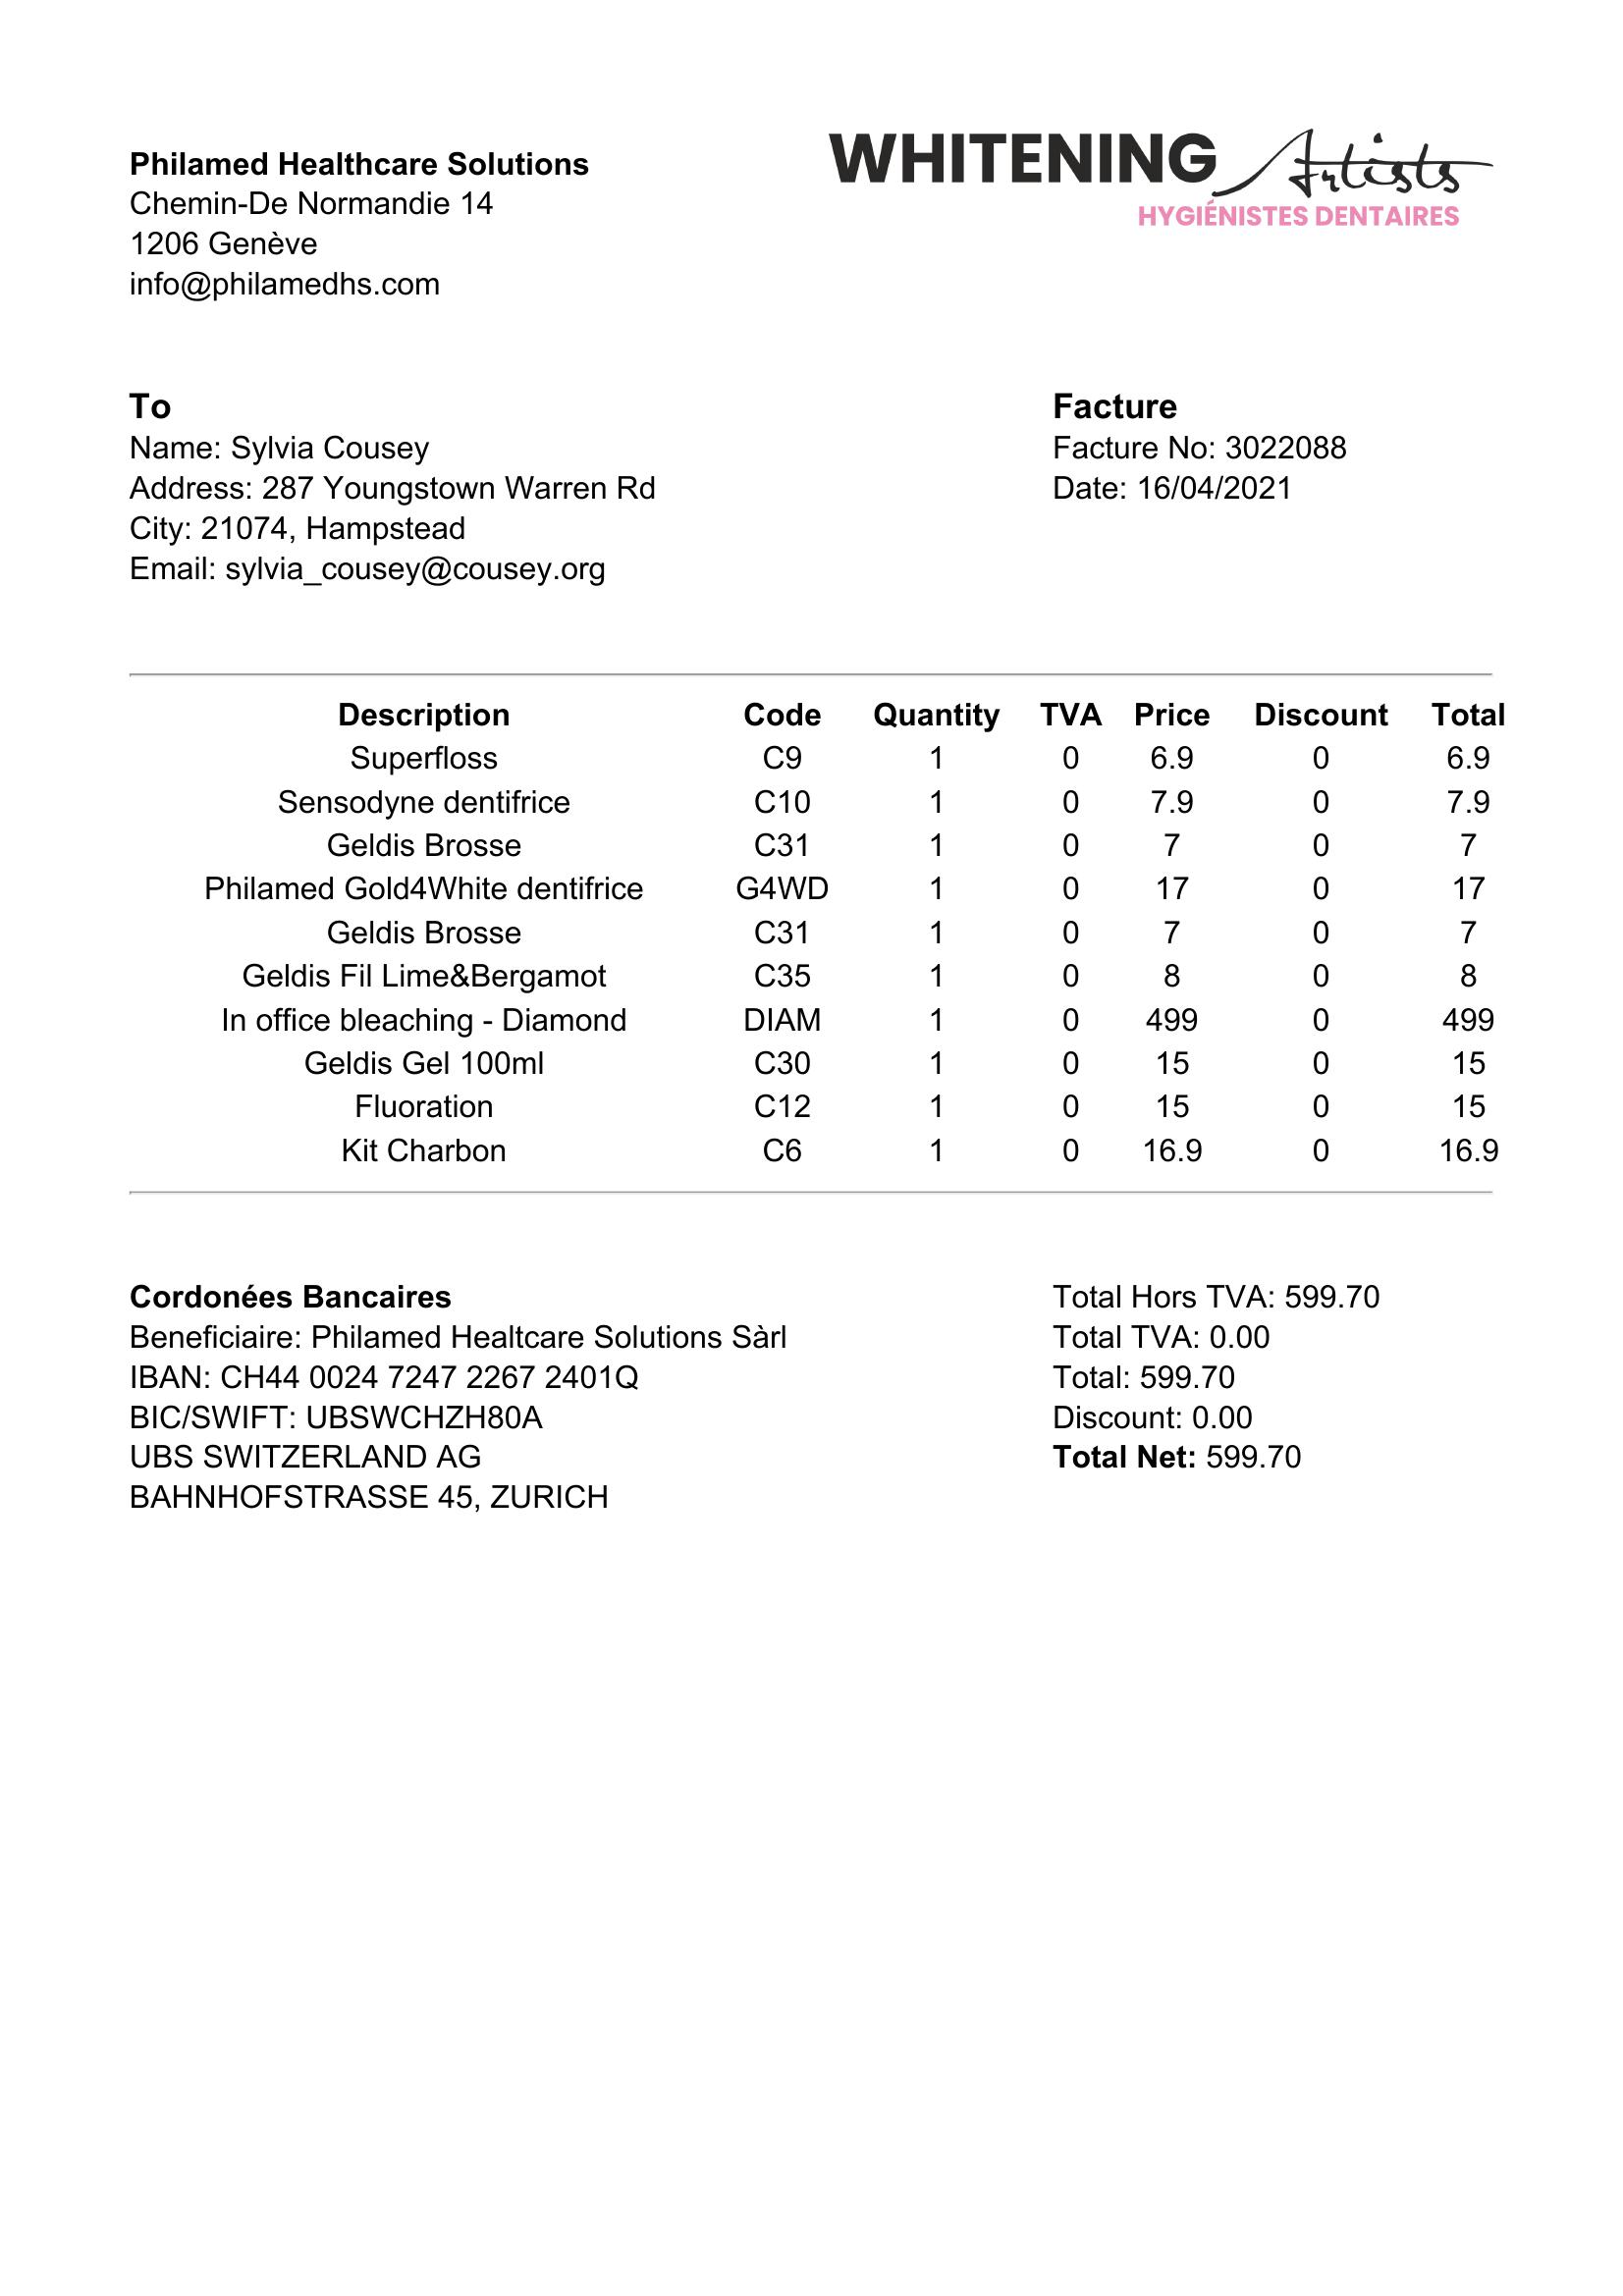 Philamed Healthcare Solutions
Chemin-De Normandie 14
1206 Genève
info@philamedhs.com
WHITENING Artists
HYGIÉNISTES DENTAIRES
To
Name: Sylvia Cousey
Address: 287 Youngstown Warren Rd
City: 21074, Hampstead
Email: sylvia_cousey@cousey.org
Facture
Facture No: 3022088
Date: 16/04/2021
Description Code Quantity TVA Price Discount Total
Superfloss C9 1 0 6.9 0 6.9
Sensodyne dentifrice C10 1 0 7.9 0 7.9
Geldis Brosse C31 1 0 7 0 7
Philamed Gold4White dentifrice G4WD 1 0 17 0 17
Geldis Brosse C31 1 0 7 0 7
Geldis Fil Lime&Bergamot C35 1 0 8 0 8
In office bleaching - Diamond DIAM 1 0 499 0 499
Geldis Gel 100ml C30 1 0 15 0 15
Fluoration C12 1 0 15 0 15
Kit Charbon C6 1 0 16.9 0 16.9
Cordonées Bancaires
Beneficiaire: Philamed Healtcare Solutions Sàrl
IBAN: CH44 0024 7247 2267 2401Q
BIC/SWIFT: UBSWCHZH80A
UBS SWITZERLAND AG
BAHNHOFSTRASSE 45, ZURICH
Total Hors TVA: 599.70
Total TVA: 0.00
Total: 599.70
Discount: 0.00
Total Net: 599.70